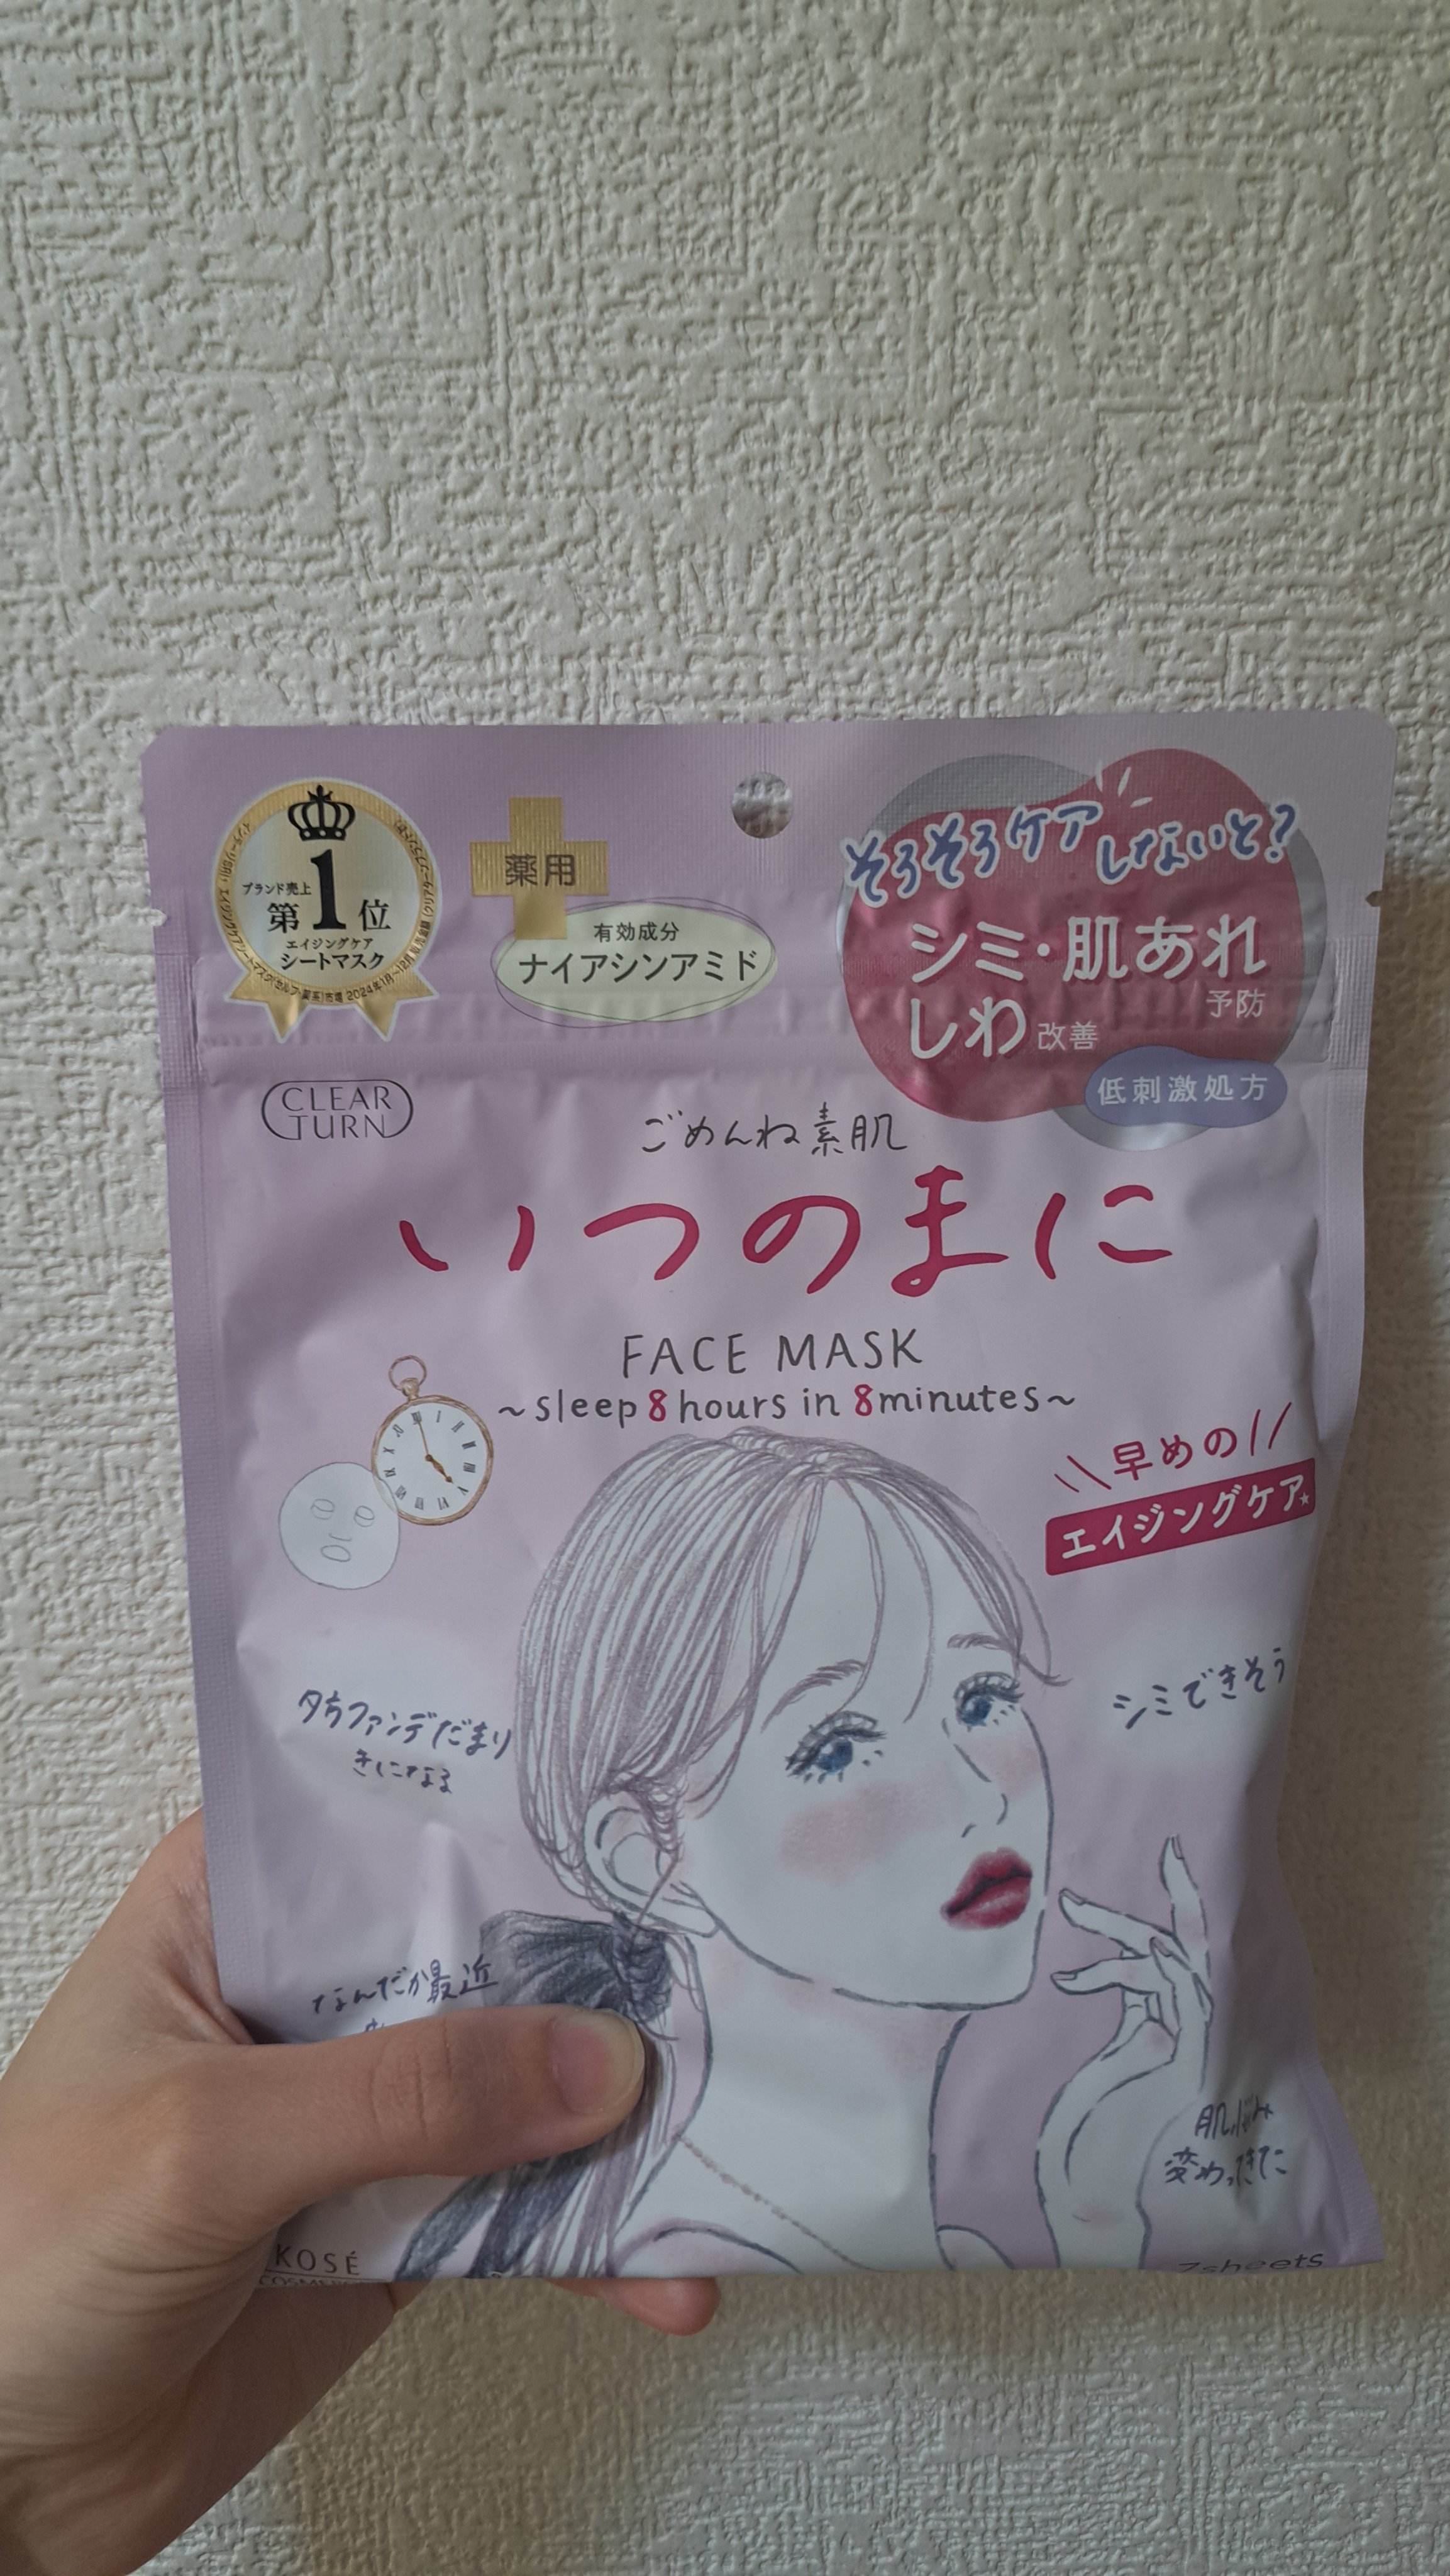 ブランド売上
第1位
エイジングケア
シートマスク
薬用
有効成分
ナイアシンアミド
そろそろケアしないと?
シミ・肌あれ
予防
しわ改善
低刺激処方
CLEAR
TURN
ごめんね素肌
いつのまに
FACE MASK
~sleep 8 hours in 8minutes~
早めの
エイジングケア★
夕方ファンデだまり
きになる
シミできそう
なんだか最近
変わってきた
KOSÉ
7sheets